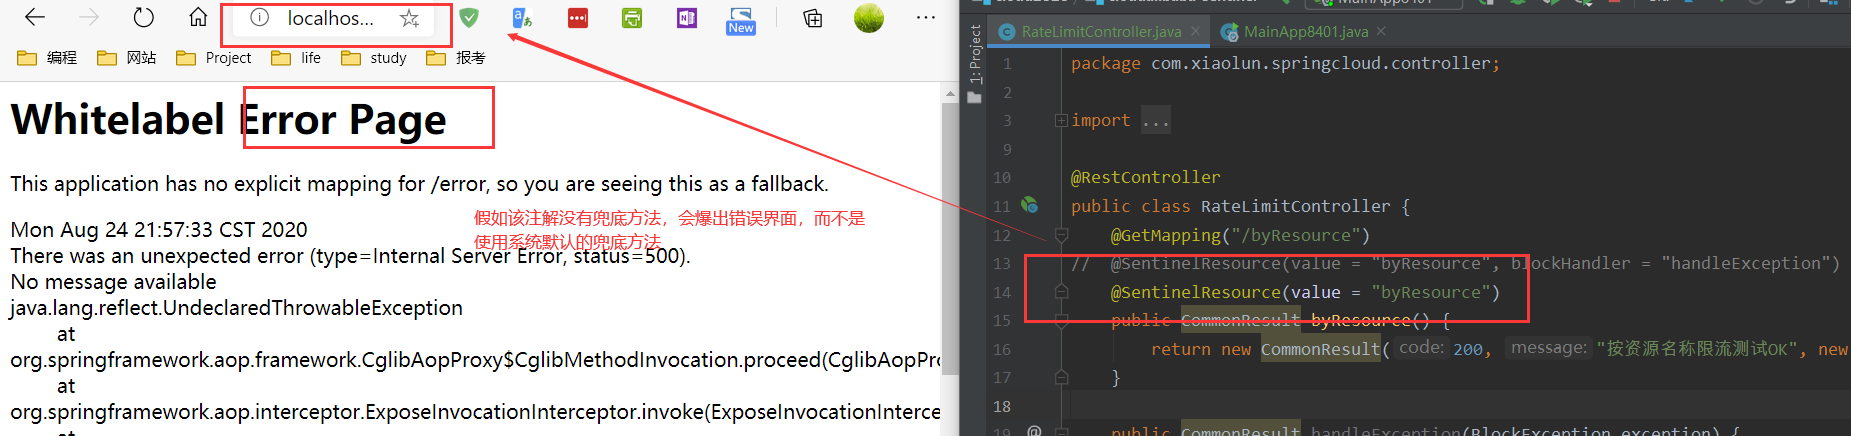 localhos...
New
编程
网站
Project
life
study
报考
Whitelabel Error Page
This application has no explicit mapping for /error, so you are seeing this as a fallback.
假如该注解没有兜底方法，会爆出错误界面，而不是
使用系统默认的兜底方法
Mon Aug 24 21:57:33 CST 2020
There was an unexpected error (type=Internal Server Error, status=500).
No message available
java.lang.reflect.UndeclaredThrowableException
at
org.springframework.aop.framework.CglibAopProxy$CglibMethodInvocation.proceed(CglibAopPro
at
org.springframework.aop.interceptor.ExposeInvocationInterceptor.invoke(ExposeInvocationInterce
at
RateLimitController.java
MainApp8401.java
1: Project
1 package com.xiaolun.springcloud.controller;
2
3 import ...
9
10 @RestController
11 public class RateLimitController {
12 @GetMapping("/byResource")
13 // @SentinelResource(value = "byResource", blockHandler = "handleException")
14 @SentinelResource(value = "byResource")
15 public CommonResult byResource() {
16 return new CommonResult( code: 200, message: "按资源名称限流测试OK", new
17 }
18
19 @ public CommonResult handleException(BlockException exception) {